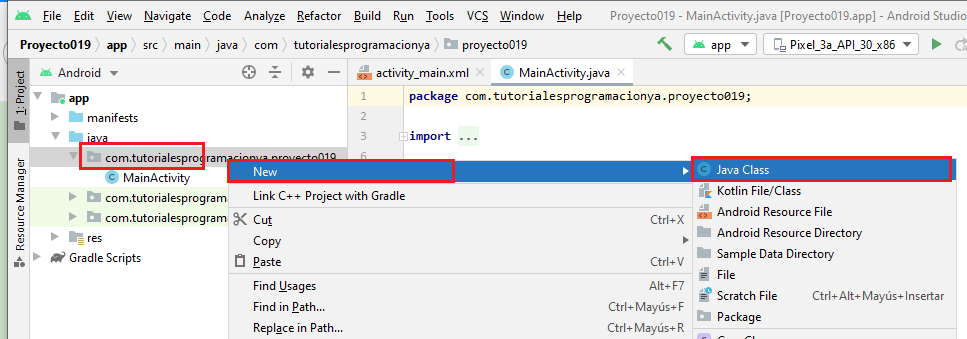 File Edit View Navigate Code Analyze Refactor Build Run Tools VCS Window Help Proyecto019 - MainActivity.java [Proyecto019.app] - Android Studio
Proyecto019 app src main java com tutorialesprogramacionya proyecto019 app Pixel_3a_API_30_x86
1: Project
Resource Manager
Android
activity_main.xml MainActivity.java
app
manifests
java
com.tutorialesprogramacionya.proyecto019
MainActivity
com.tutorialesprograma
com.tutorialesprograma
res
Gradle Scripts
1 package com.tutorialesprogramacionya.proyecto019;
2
3 import ...
6
New
Link C++ Project with Gradle
Cut Ctrl+X
Copy
Paste Ctrl+V
Find Usages Alt+F7
Find in Path... Ctrl+Mayús+F
Replace in Path... Ctrl+Mayús+R
Java Class
Kotlin File/Class
Android Resource File
Android Resource Directory
Sample Data Directory
File
Scratch File Ctrl+Alt+Mayús+Insertar
Package